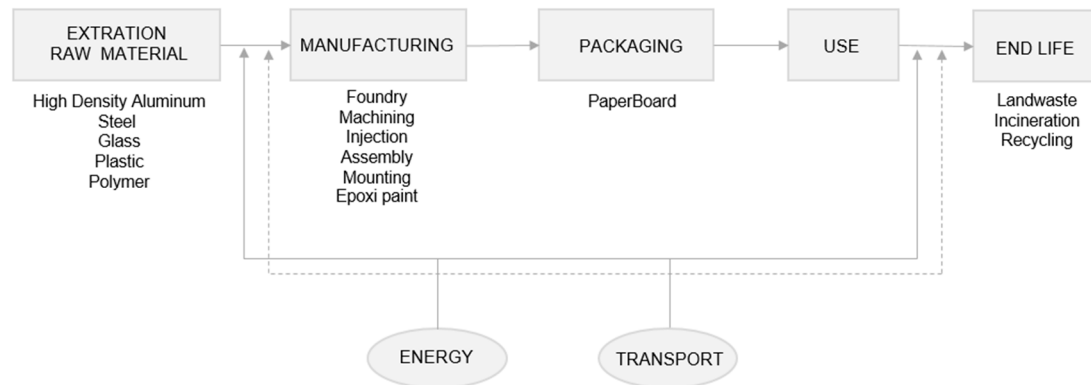 EXTRATION
RAW MATERIAL
High Density Aluminum
Steel
Glass
Plastic
Polymer
MANUFACTURING
Foundry
Machining
Injection
Assembly
Mounting
Epoxi paint
PACKAGING
PaperBoard
USE
END LIFE
Landwaste
Incineration
Recycling
ENERGY
TRANSPORT